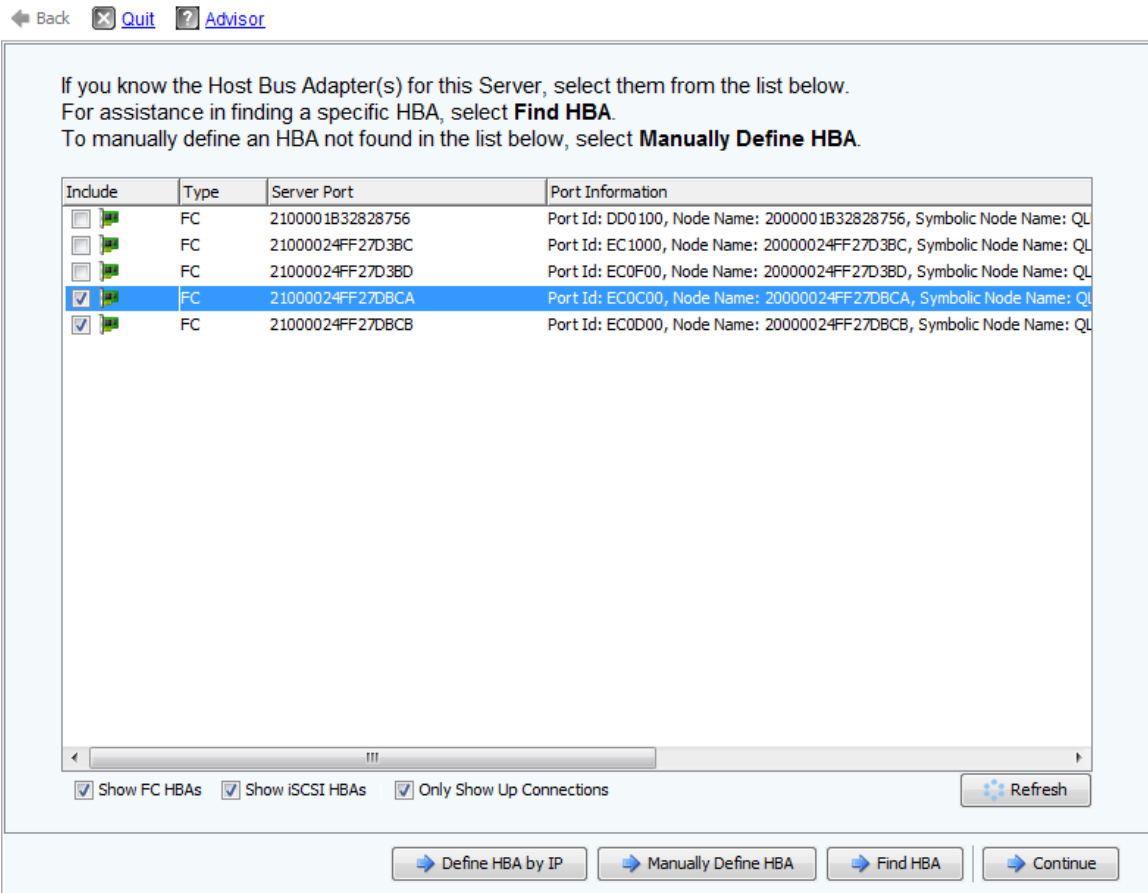 Back Quit Advisor
If you know the Host Bus Adapter(s) for this Server, select them from the list below.
For assistance in finding a specific HBA, select Find HBA.
To manually define an HBA not found in the list below, select Manually Define HBA.
Include Type Server Port Port Information
FC 2100001B32828756 Port Id: DD0100, Node Name: 2000001B32828756, Symbolic Node Name: QL
FC 21000024FF27D3BC Port Id: EC1000, Node Name: 20000024FF27D3BC, Symbolic Node Name: QL
FC 21000024FF27D3BD Port Id: EC0F00, Node Name: 20000024FF27D3BD, Symbolic Node Name: QL
FC 21000024FF27DBCA Port Id: EC0C00, Node Name: 20000024FF27DBCA, Symbolic Node Name: QL
FC 21000024FF27DBCB Port Id: EC0D00, Node Name: 20000024FF27DBCB, Symbolic Node Name: QL
Show FC HBAs Show iSCSI HBAs Only Show Up Connections Refresh
Define HBA by IP Manually Define HBA Find HBA Continue